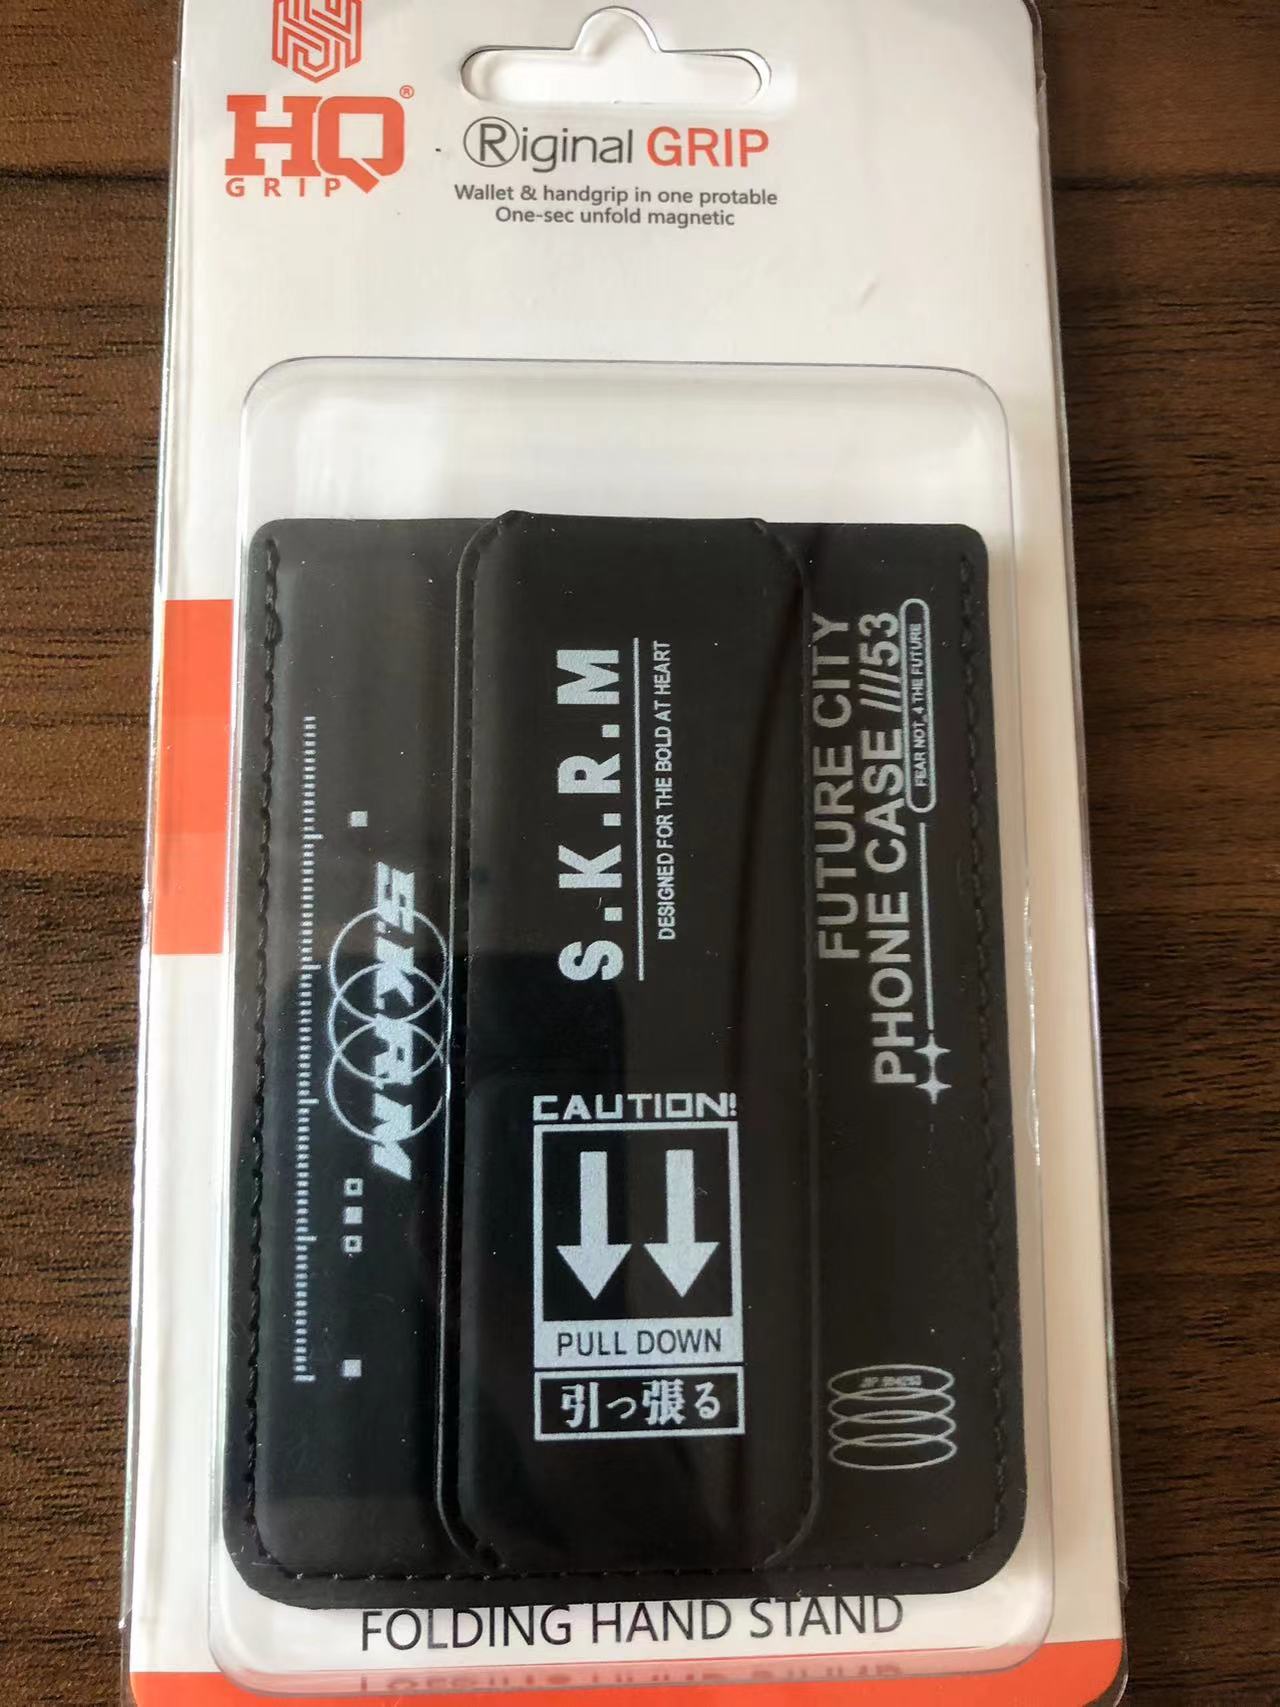 HQ®
GRIP
Ⓡiginal GRIP
Wallet & handgrip in one protable
One-sec unfold magnetic
S.K.R.M
S.K.R.M
DESIGNED FOR THE BOLD AT HEART
CAUTION!
PULL DOWN
引っ張る
FUTURE CITY
PHONE CASE ///53
FEAR NOT_4 THE FUTURE
FOLDING HAND STAND